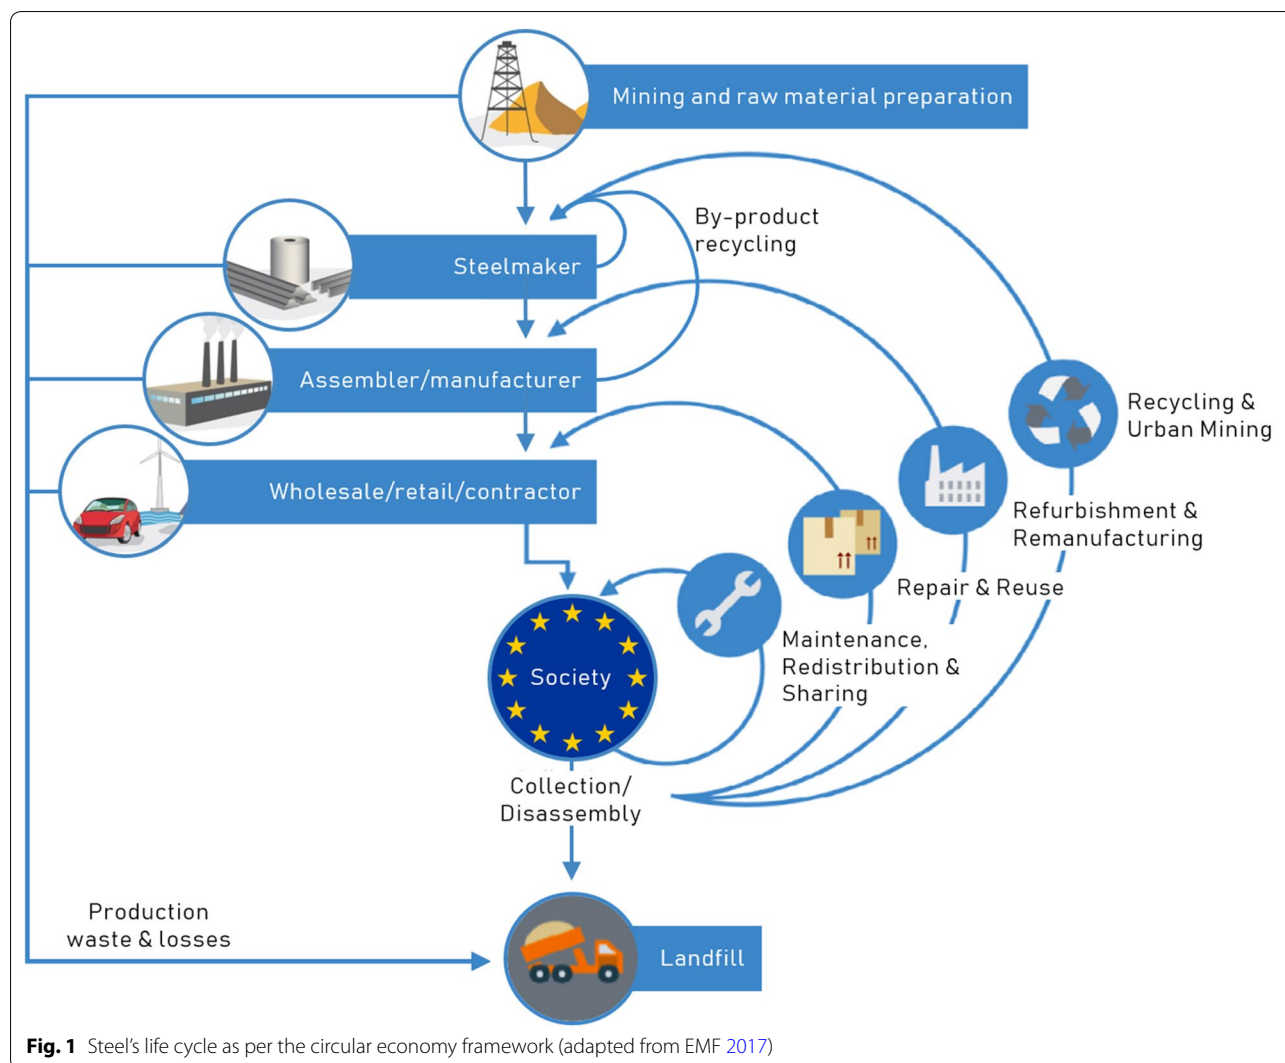 Mining and raw material preparation
By-product
recycling
Steelmaker
Assembler/manufacturer
Recycling &
Urban Mining
Wholesale/retail/contractor
Refurbishment &
Remanufacturing
Repair & Reuse
Maintenance,
Redistribution &
Sharing
Society
Collection/
Disassembly
Production
waste & losses
Landfill
Fig. 1 Steel’s life cycle as per the circular economy framework (adapted from EMF 2017)